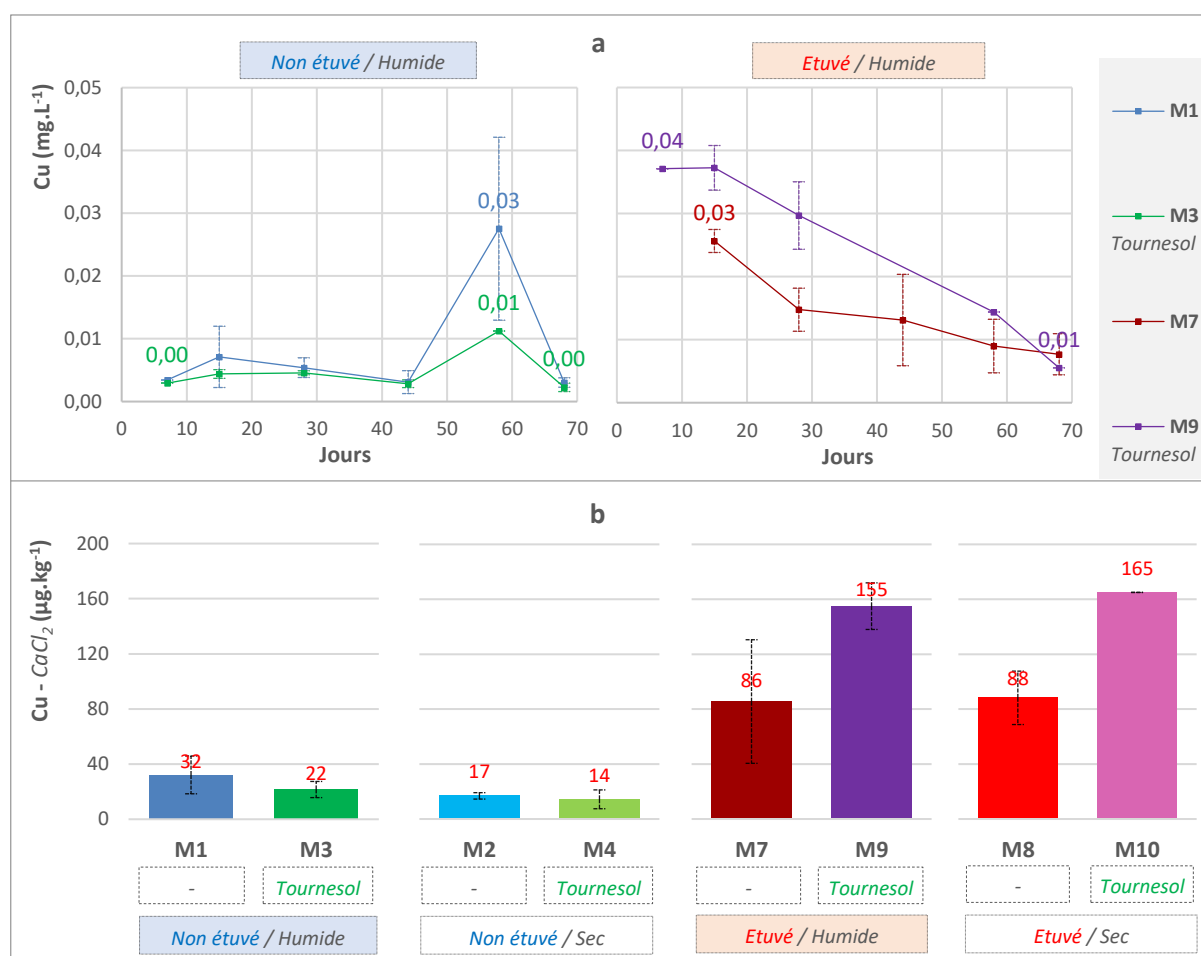 a
Non étuvé / Humide
Etuvé / Humide
Cu (mg.L-1)
0,05
0,04
0,03
0,02
0,01
0,00
0,00
0,03
0,01
0,00
0 10 20 30 40 50 60 70
Jours
0,04
0,03
0,01
0 10 20 30 40 50 60 70
Jours
M1
M3
Tournesol
M7
M9
Tournesol
b
Cu - CaCl2 (µg.kg-1)
200
160
120
80
40
0
32 22 17 14 86 155 88 165
M1 M3 M2 M4 M7 M9 M8 M10
- Tournesol - Tournesol - Tournesol - Tournesol
Non étuvé / Humide Non étuvé / Sec Etuvé / Humide Etuvé / Sec